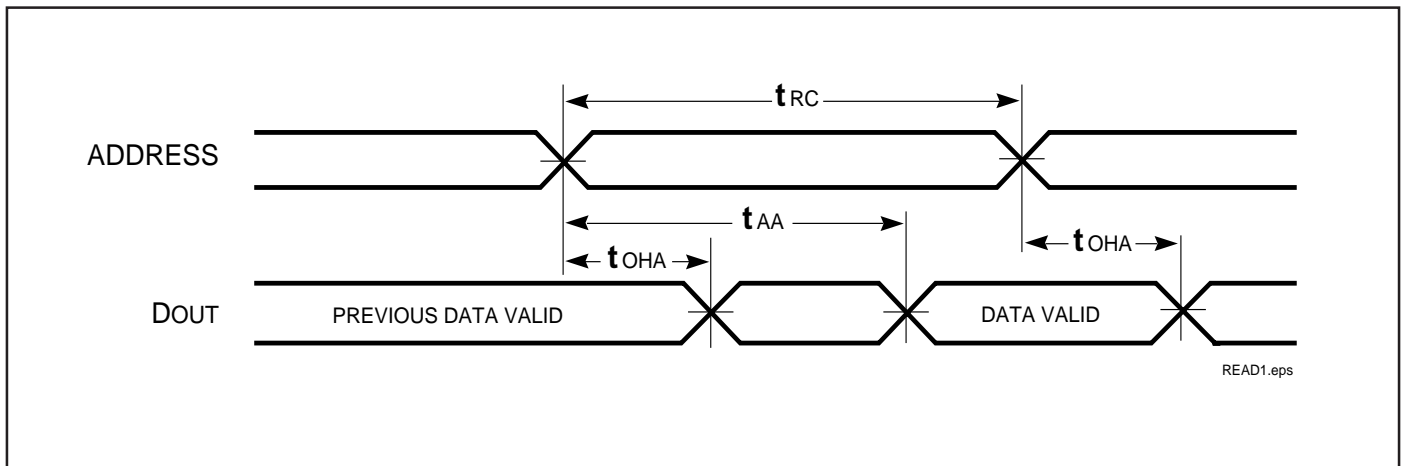 tRC
ADDRESS
tAA
tOHA
tOHA
DOUT
PREVIOUS DATA VALID
DATA VALID
READ1.eps